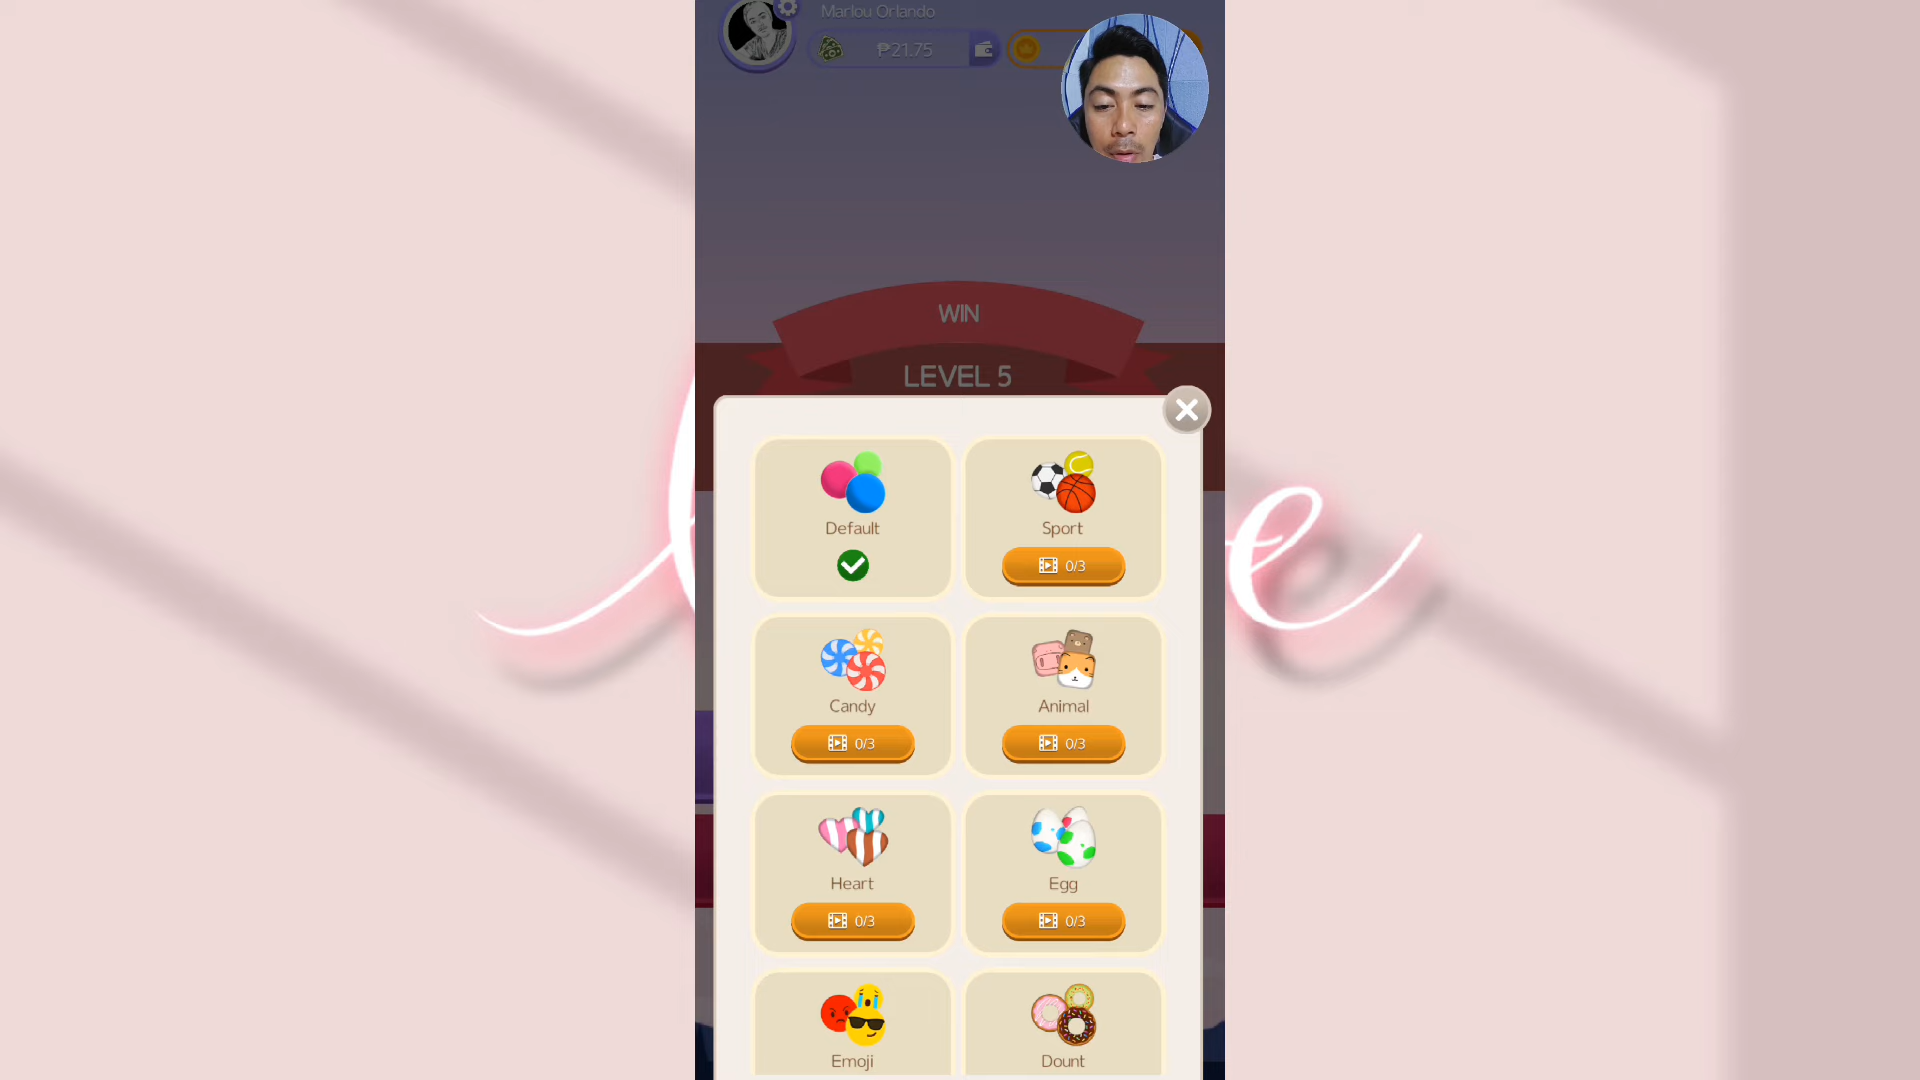 Marlou Orlando
₱21.75
WIN
LEVEL 5
Default
Sport
0/3
Candy
Animal
0/3
0/3
Heart
Egg
0/3
0/3
Emoji
Dount